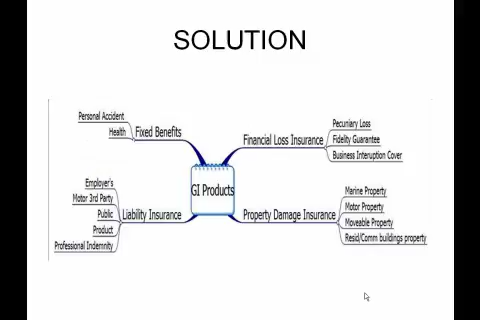 SOLUTION
Personal Accident
Health
Fixed Benefits
Pecuniary Loss
Financial Loss Insurance
Fidelity Guarantee
Business Interuption Cover
GI Products
Employer's
Motor 3rd Party
Public
Liability Insurance
Product
Professional Indemnity
Marine Property
Motor Property
Property Damage Insurance
Moveable Property
Resid/Comm buildings property